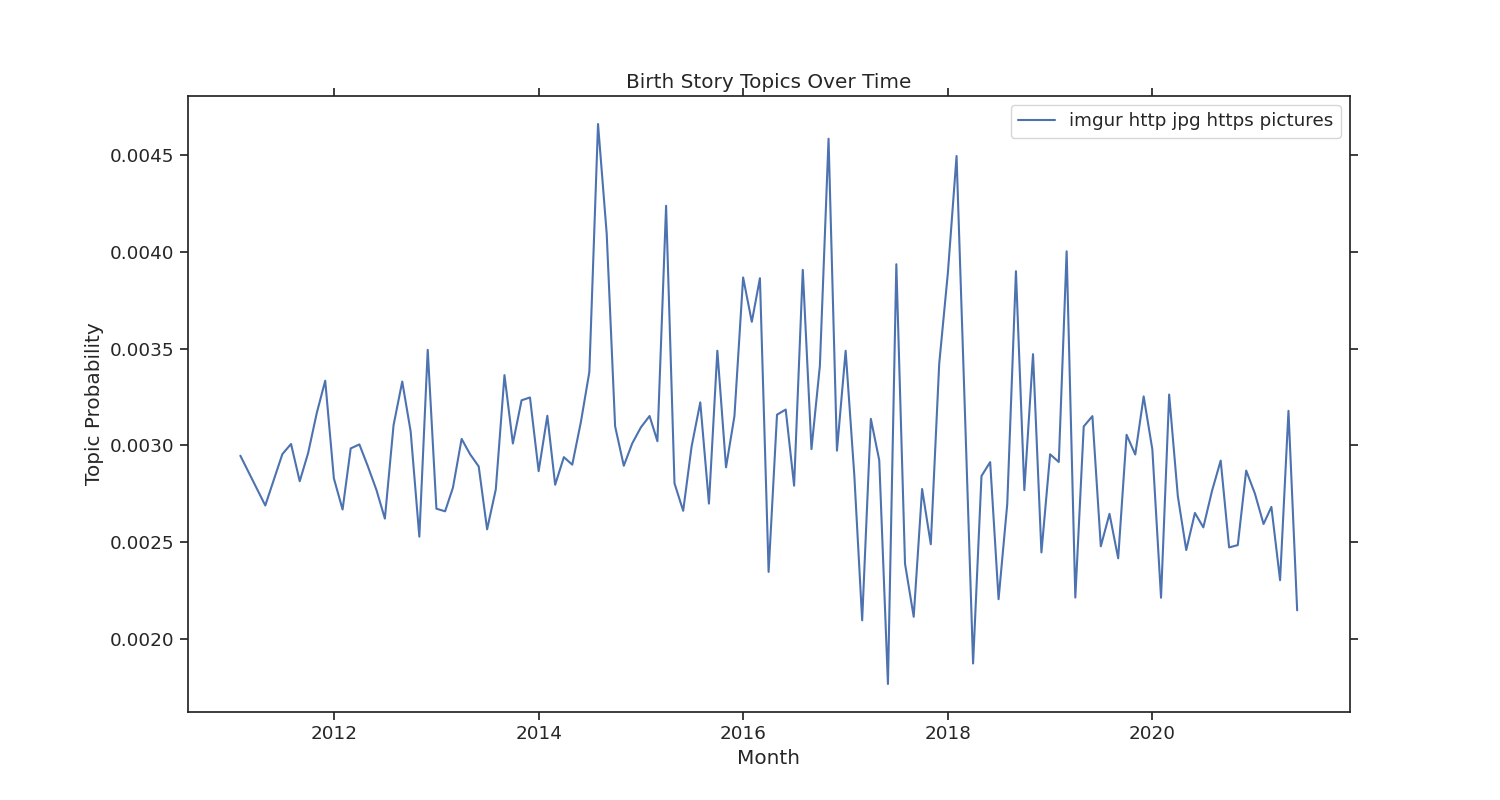 Birth Story Topics Over Time
imgur http jpg https pictures
Topic Probability
0.0045
0.0040
0.0035
0.0030
0.0025
0.0020
2012 2014 2016 2018 2020
Month